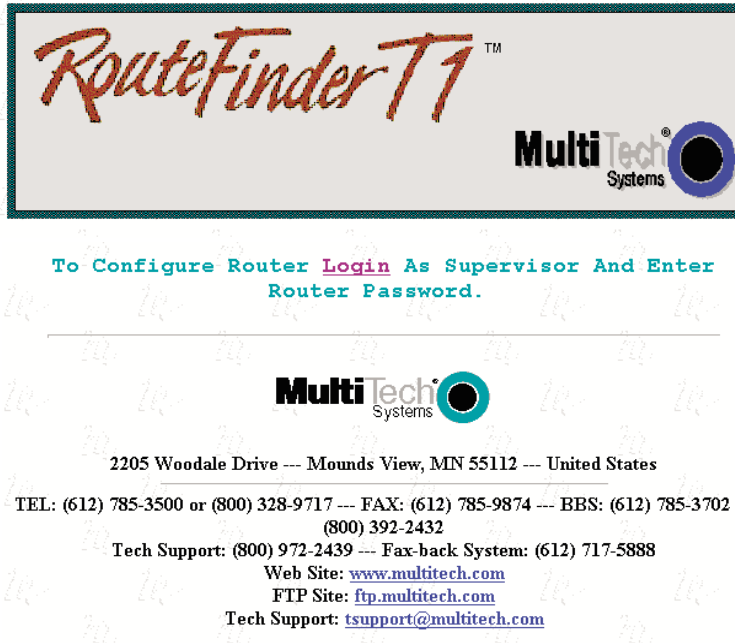 RouteFinder T1 ™
MultiTech®
Systems
To Configure Router Login As Supervisor And Enter
Router Password.
MultiTech®
Systems
2205 Woodale Drive --- Mounds View, MN 55112 --- United States
TEL: (612) 785-3500 or (800) 328-9717 --- FAX: (612) 785-9874 --- BBS: (612) 785-3702
(800) 392-2432
Tech Support: (800) 972-2439 --- Fax-back System: (612) 717-5888
Web Site: www.multitech.com
FTP Site: ftp.multitech.com
Tech Support: tsupport@multitech.com